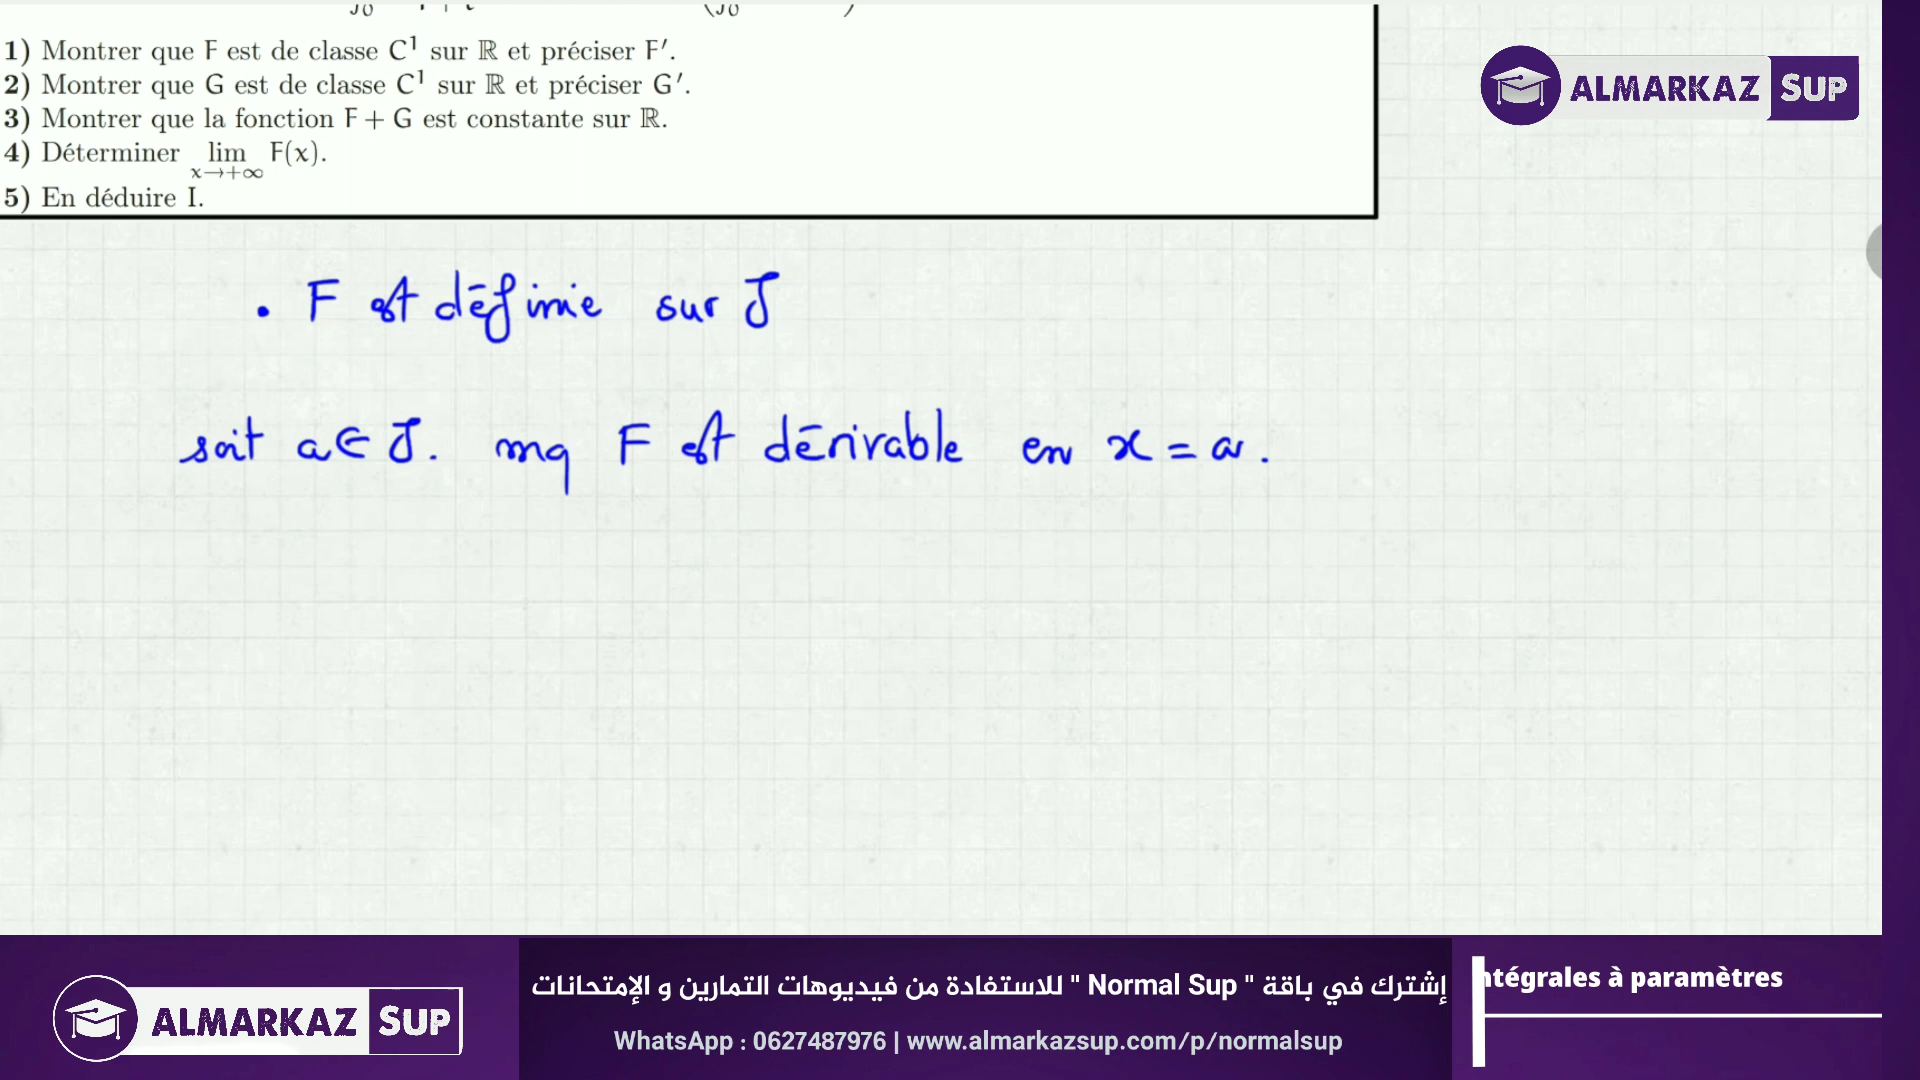 1) Montrer que F est de classe C¹ sur ℝ et préciser F′.
2) Montrer que G est de classe C¹ sur ℝ et préciser G′.
3) Montrer que la fonction F + G est constante sur ℝ.
4) Déterminer lim F(x).
x→+∞
5) En déduire I.
ALMARKAZ SUP
• F est définie sur J
soit a ∈ J. mq F est dérivable en x = a.
ALMARKAZ SUP
إشترك في باقة " Normal Sup " للاستفادة من فيديوهات التمارين و الإمتحانات
WhatsApp : 0627487976 | www.almarkazsup.com/p/normalsup
ntégrales à paramètres